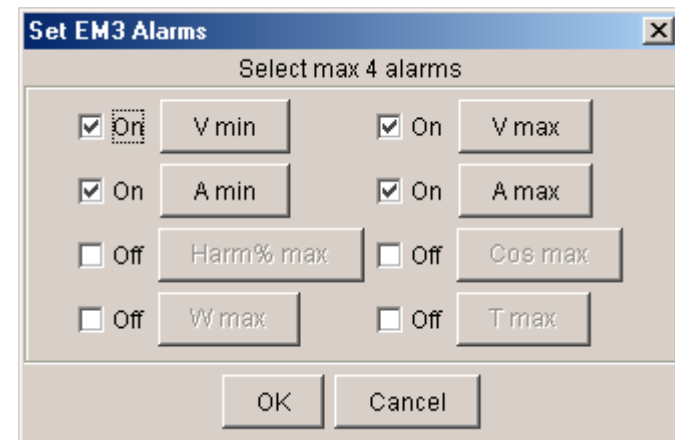 Set EM3 Alarms
Select max 4 alarms
On V min On V max
On A min On A max
Off Harm% max Off Cos max
Off W max Off T max
OK Cancel